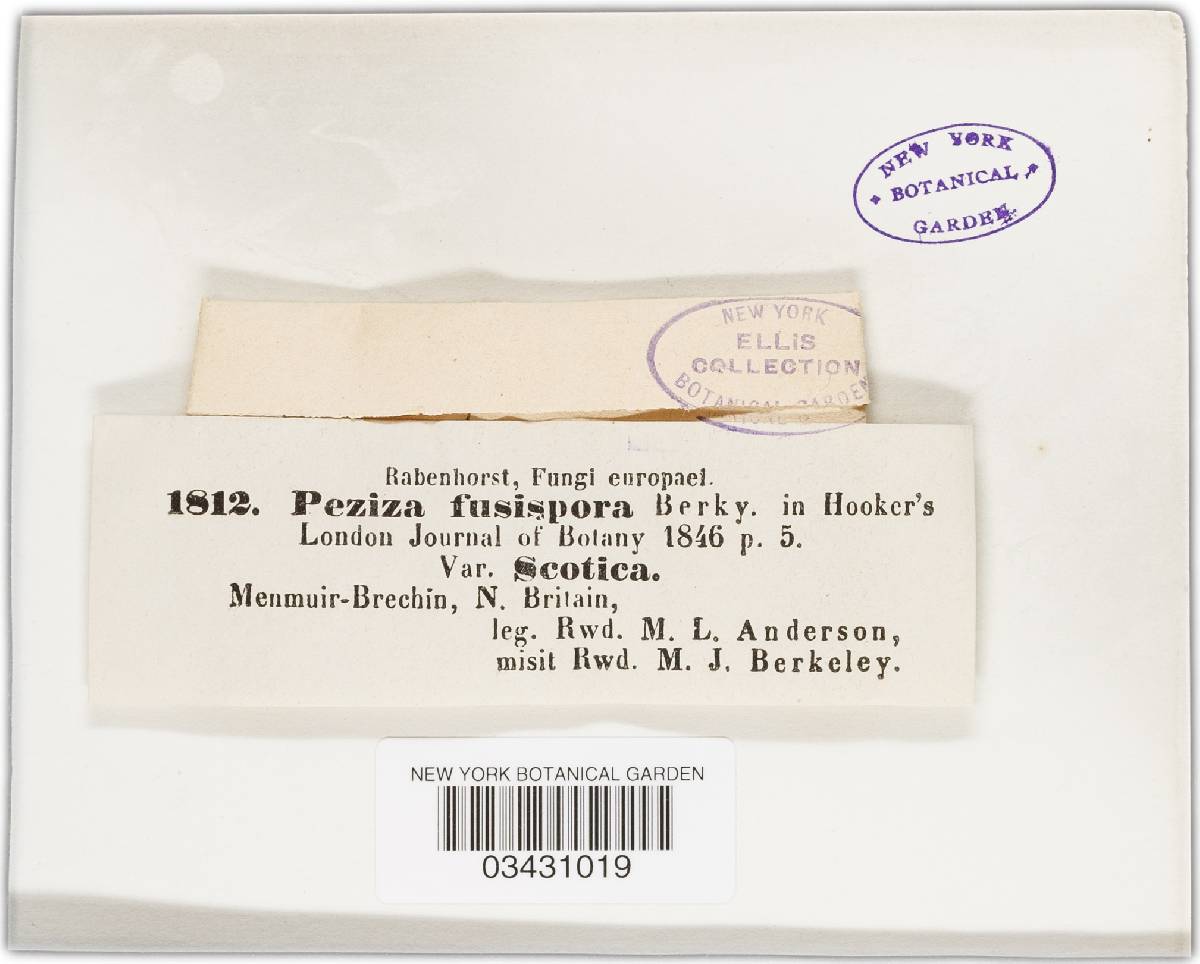 NEW YORK
BOTANICAL
GARDEN
NEW YORK
ELLIS
COLLECTION
BOTANICAL GARDEN
Rabenhorst, Fungi europaei.
1812. Peziza fusispora Berky. in Hooker's
London Journal of Botany 1846 p. 5.
Var. Scotica.
Menmuir-Brechin, N. Britain,
leg. Rwd. M. L. Anderson,
misit Rwd. M. J. Berkeley.
NEW YORK BOTANICAL GARDEN
03431019